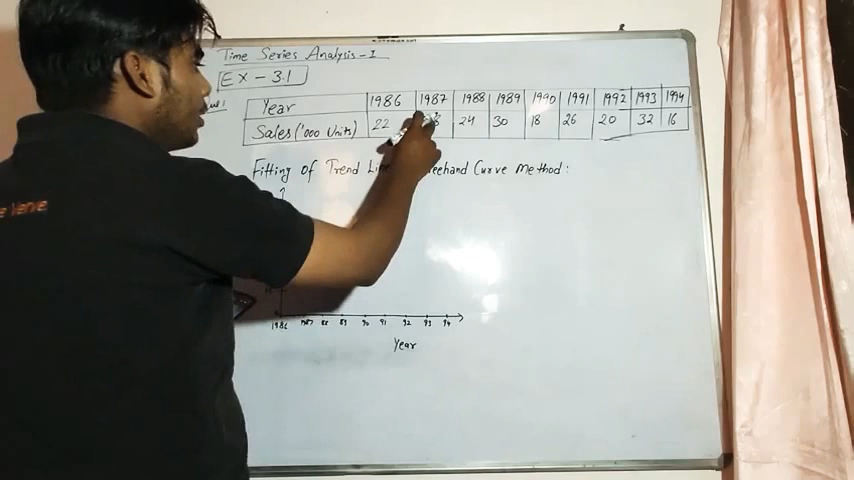 Time Series Analysis-I
EX-3.1
Year 1986 1987 1988 1989 1990 1991 1992 1993 1994
Sales ('000 Units) 22 24 30 18 26 20 32 16
Fitting of Trend Curve Method:
1986 1987 88 89 90 91 92 93 94
Year